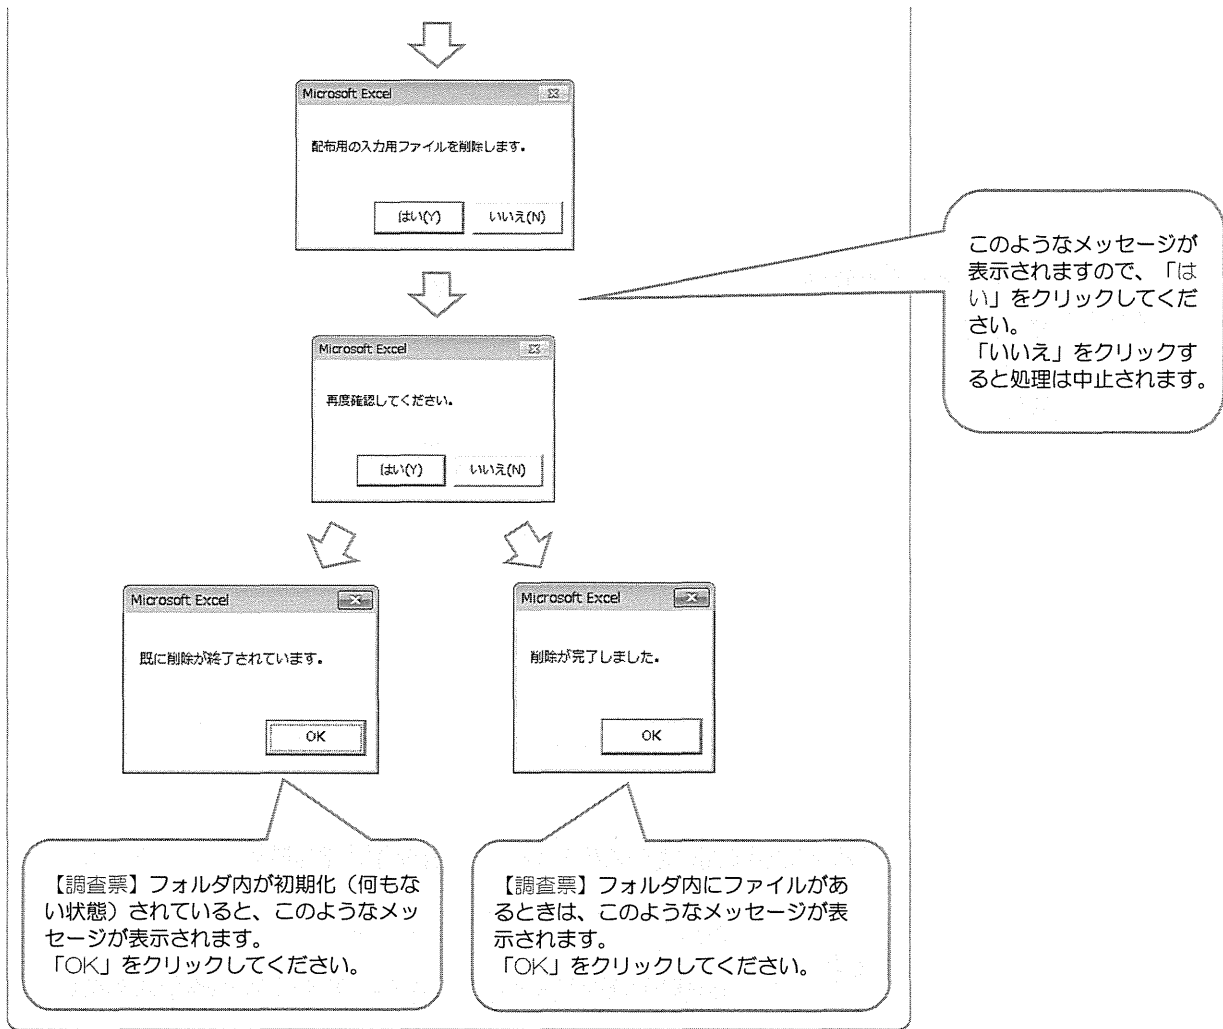 Microsoft Excel
配布用の入力用ファイルを削除します。
はい(Y)
いいえ(N)
このようなメッセージが
表示されますので、「は
い」をクリックしてくだ
さい。
「いいえ」をクリックす
ると処理は中止されます。
Microsoft Excel
再度確認してください。
はい(Y)
いいえ(N)
Microsoft Excel
既に削除が終了されています。
OK
Microsoft Excel
削除が完了しました。
OK
【調査票】フォルダ内が初期化（何もな
い状態）されていると、このようなメッ
セージが表示されます。
「OK」をクリックしてください。
【調査票】フォルダ内にファイルがあ
るときは、このようなメッセージが表
示されます。
「OK」をクリックしてください。